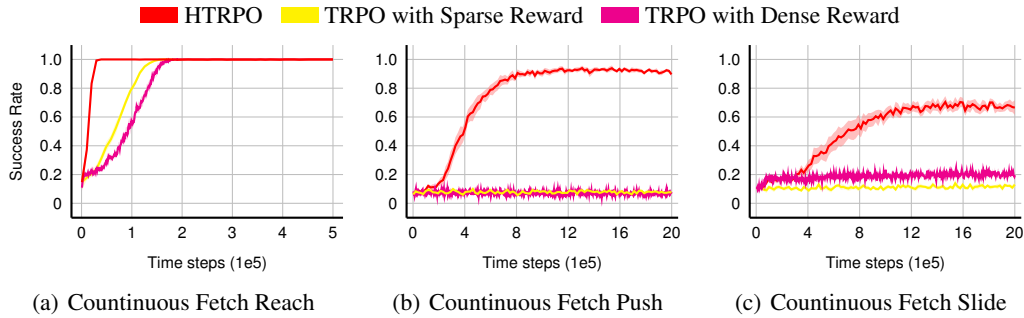 HTRPO TRPO with Sparse Reward TRPO with Dense Reward
Success Rate
1.0
0.8
0.6
0.4
0.2
0
0 1 2 3 4 5
Time steps (1e5)
(a) Countinuous Fetch Reach
1.0
0.8
0.6
0.4
0.2
0
0 4 8 12 16 20
Time steps (1e5)
(b) Countinuous Fetch Push
1.0
0.8
0.6
0.4
0.2
0
0 4 8 12 16 20
Time steps (1e5)
(c) Countinuous Fetch Slide